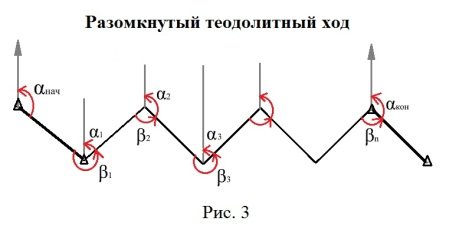 Разомкнутый теодолитный ход
αнач
α1
α2
α3
αкон
β1
β2
β3
βn
Рис. 3